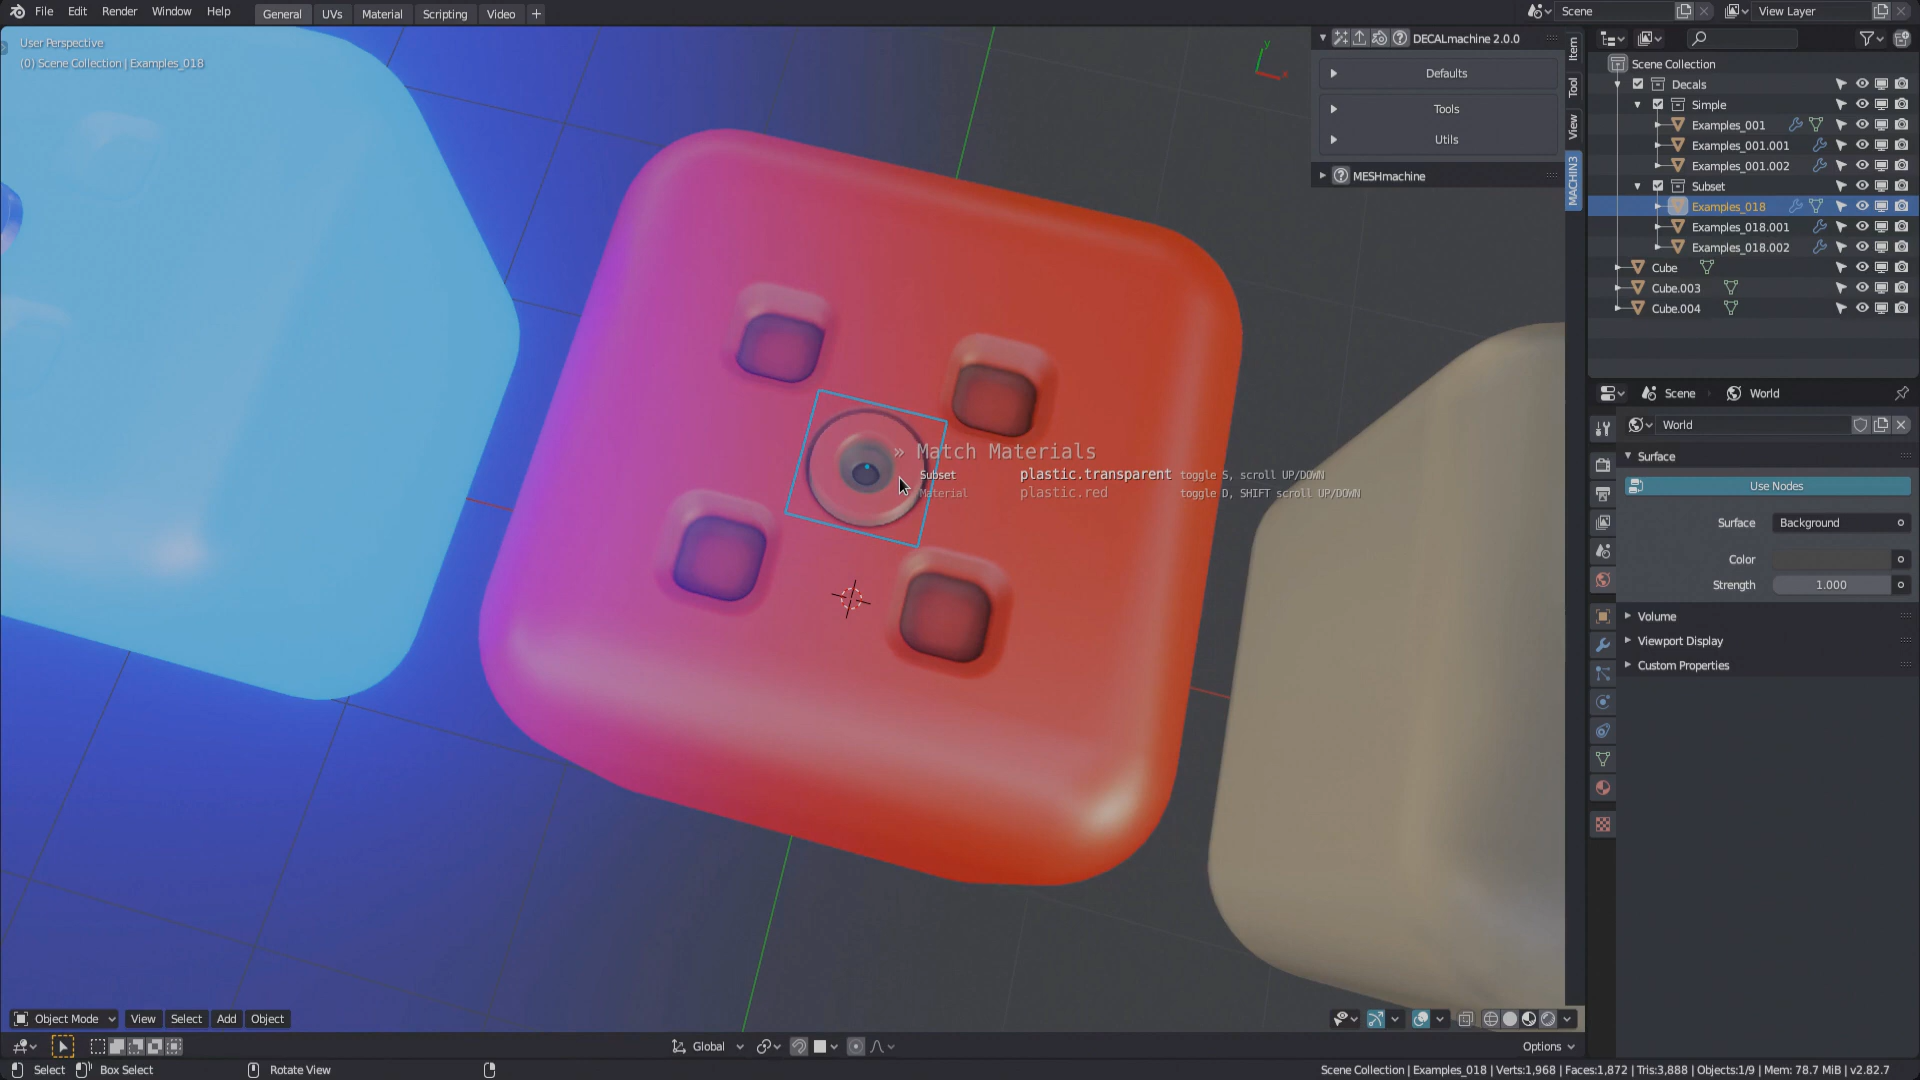 File Edit Render Window Help
General UVs Material Scripting Video +
Scene
View Layer
User Perspective
(0) Scene Collection | Examples_018
y
DECALmachine 2.0.0
Defaults
Tools
Utils
MESHmachine
Item
Tool
View
MACHIN3
Scene Collection
Decals
Simple
Examples_001
Examples_001.001
Examples_001.002
Subset
Examples_018
Examples_018.001
Examples_018.002
Cube
Cube.003
Cube.004
Scene World
World
Surface
Use Nodes
Surface Background
Color
Strength 1.000
Volume
Viewport Display
Custom Properties
» Match Materials
Subset plastic.transparent toggle S, scroll UP/DOWN
Material plastic.red toggle D, SHIFT scroll UP/DOWN
Object Mode View Select Add Object
Global
Options
Select Box Select Rotate View
Scene Collection | Examples_018 | Verts:1,968 | Faces:1,872 | Tris:3,888 | Objects:1/9 | Mem: 78.7 MiB | v2.82.7